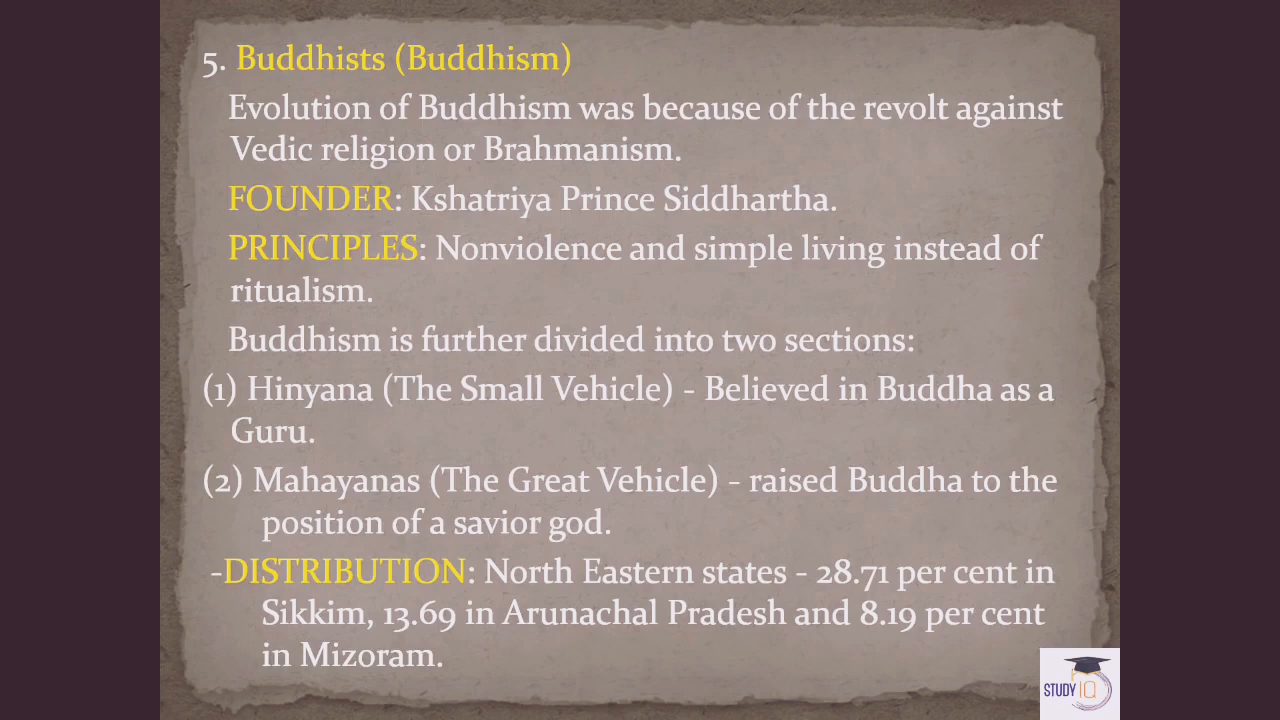 5. Buddhists (Buddhism)
Evolution of Buddhism was because of the revolt against
Vedic religion or Brahmanism.
FOUNDER: Kshatriya Prince Siddhartha.
PRINCIPLES: Nonviolence and simple living instead of
ritualism.
Buddhism is further divided into two sections:
(1) Hinyana (The Small Vehicle) - Believed in Buddha as a
Guru.
(2) Mahayanas (The Great Vehicle) - raised Buddha to the
position of a savior god.
-DISTRIBUTION: North Eastern states - 28.71 per cent in
Sikkim, 13.69 in Arunachal Pradesh and 8.19 per cent
in Mizoram.
STUDY IQ